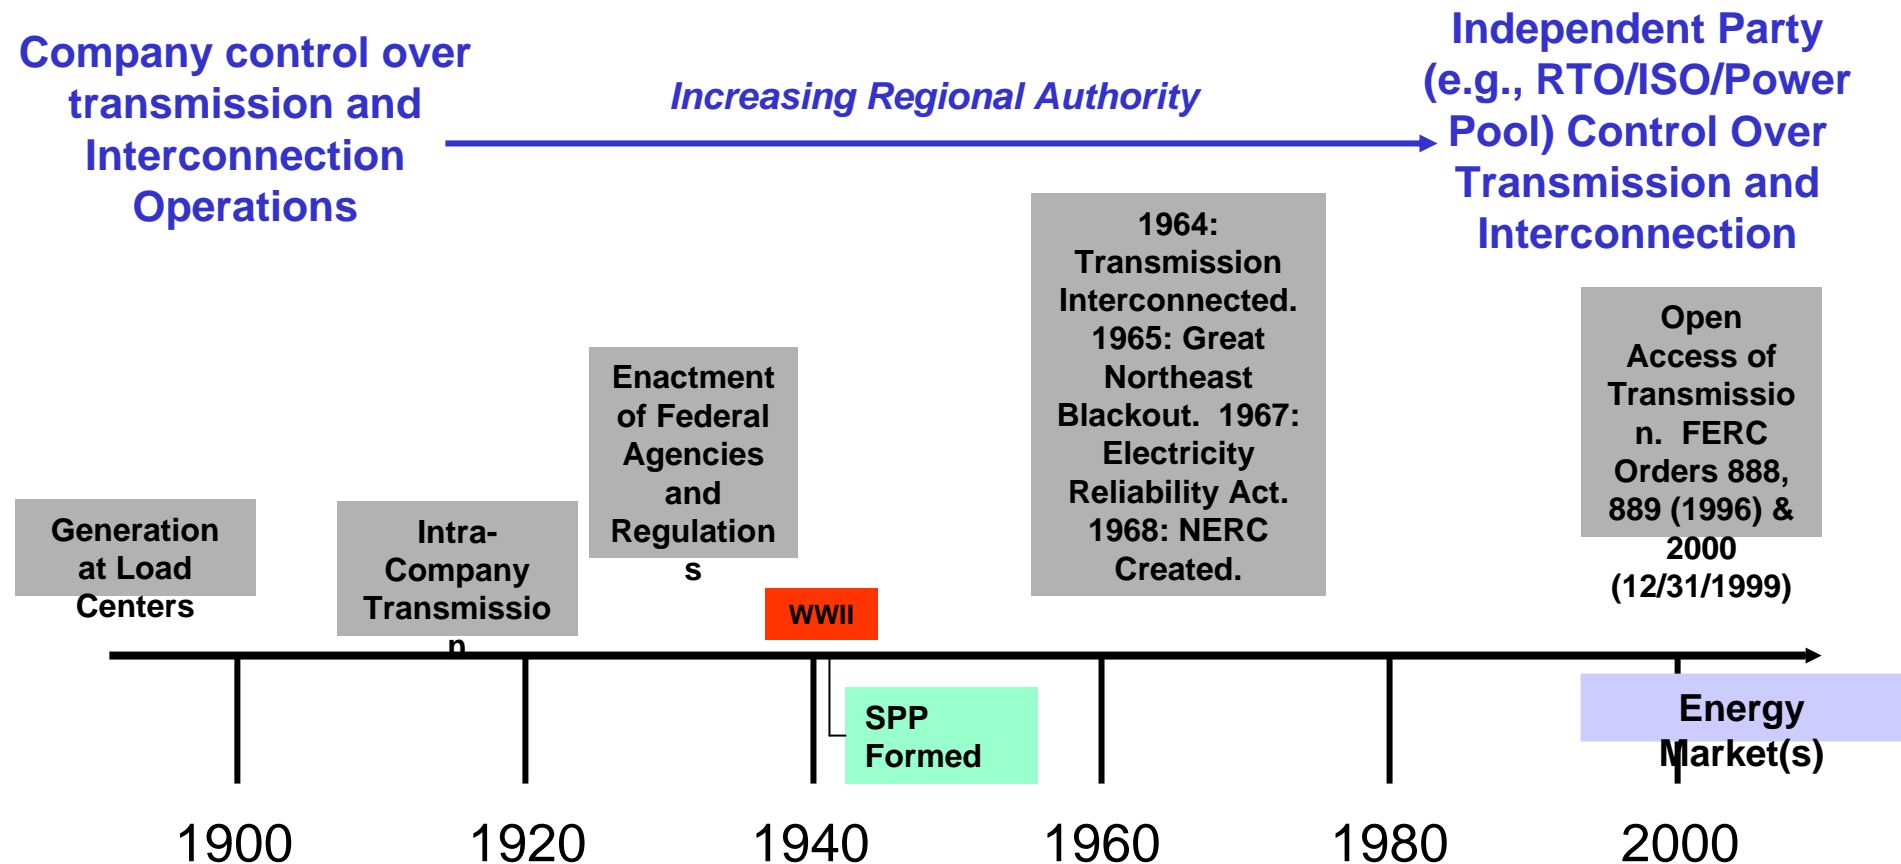 Company control over
transmission and
Interconnection
Operations
Increasing Regional Authority
Independent Party
(e.g., RTO/ISO/Power
Pool) Control Over
Transmission and
Interconnection
Generation
at Load
Centers
Intra-
Company
Transmissio
n
Enactment
of Federal
Agencies
and
Regulation
s
WWII
SPP
Formed
1964:
Transmission
Interconnected.
1965: Great
Northeast
Blackout.  1967:
Electricity
Reliability Act.
1968: NERC
Created.
Open
Access of
Transmissio
n.  FERC
Orders 888,
889 (1996) &
2000
(12/31/1999)
Energy
Market(s)
1900
1920
1940
1960
1980
2000